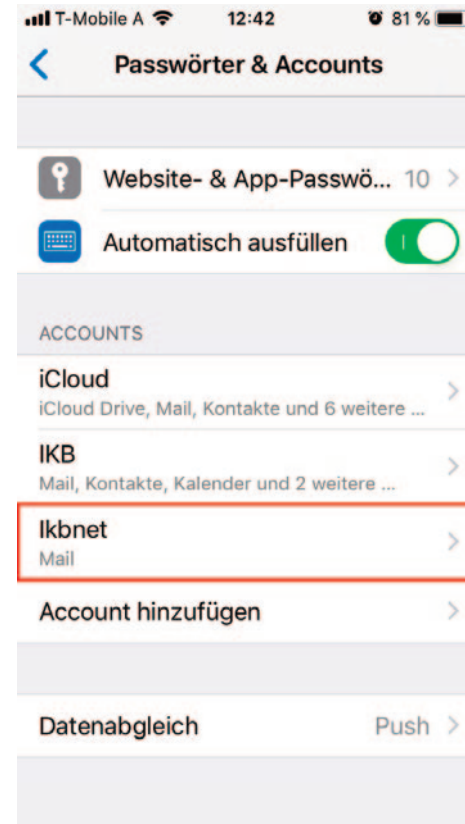 T-Mobile A 12:42 81 %
Passwörter & Accounts
Website- & App-Passwö... 10
Automatisch ausfüllen
ACCOUNTS
iCloud
iCloud Drive, Mail, Kontakte und 6 weitere ...
IKB
Mail, Kontakte, Kalender und 2 weitere ...
Ikbnet
Mail
Account hinzufügen
Datenabgleich Push